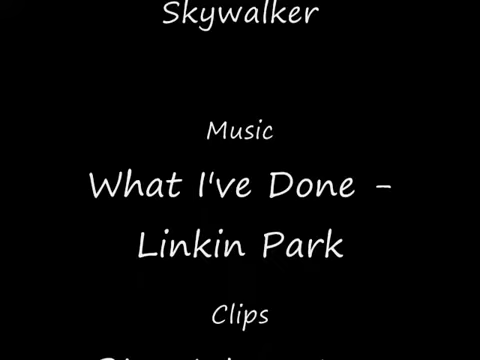 Skywalker
Music
What I've Done -
Linkin Park
Clips